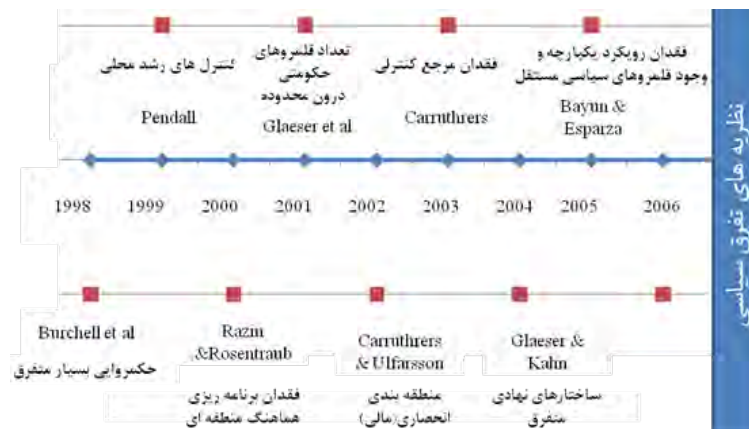 کنترل های رشد محلی
Pendall
تعداد قلمروهای
حکومتی
درون محدوده
Glaeser et al
فقدان مرجع کنترلی
Carruthrers
فقدان رویکرد یکپارچه و
وجود قلمروهای سیاسی مستقل
Bayun &
Esparza
1998 1999 2000 2001 2002 2003 2004 2005 2006
Burchell et al
حکمروایی بسیار متفرق
Razin
&Rosentraub
فقدان برنامه ریزی
هماهنگ منطقه ای
Carruthrers
& Ulfarsson
منطقه بندی
انحصاری(مالی)
Glaeser &
Kahn
ساختارهای نهادی
متفرق
نظریه های تفرق سیاسی